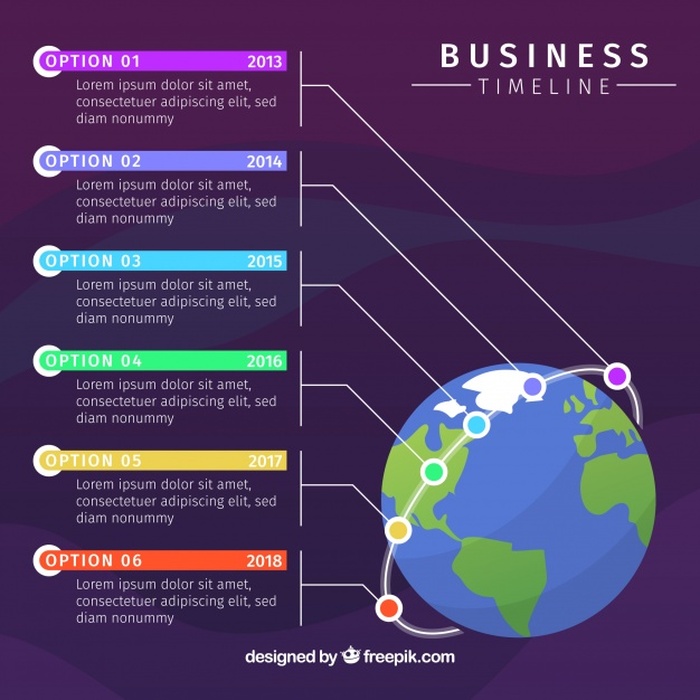 BUSINESS
TIMELINE
OPTION 01 2013
Lorem ipsum dolor sit amet,
consectetuer adipiscing elit, sed
diam nonummy
OPTION 02 2014
Lorem ipsum dolor sit amet,
consectetuer adipiscing elit, sed
diam nonummy
OPTION 03 2015
Lorem ipsum dolor sit amet,
consectetuer adipiscing elit, sed
diam nonummy
OPTION 04 2016
Lorem ipsum dolor sit amet,
consectetuer adipiscing elit, sed
diam nonummy
OPTION 05 2017
Lorem ipsum dolor sit amet,
consectetuer adipiscing elit, sed
diam nonummy
OPTION 06 2018
Lorem ipsum dolor sit amet,
consectetuer adipiscing elit, sed
diam nonummy
designed by freepik.com